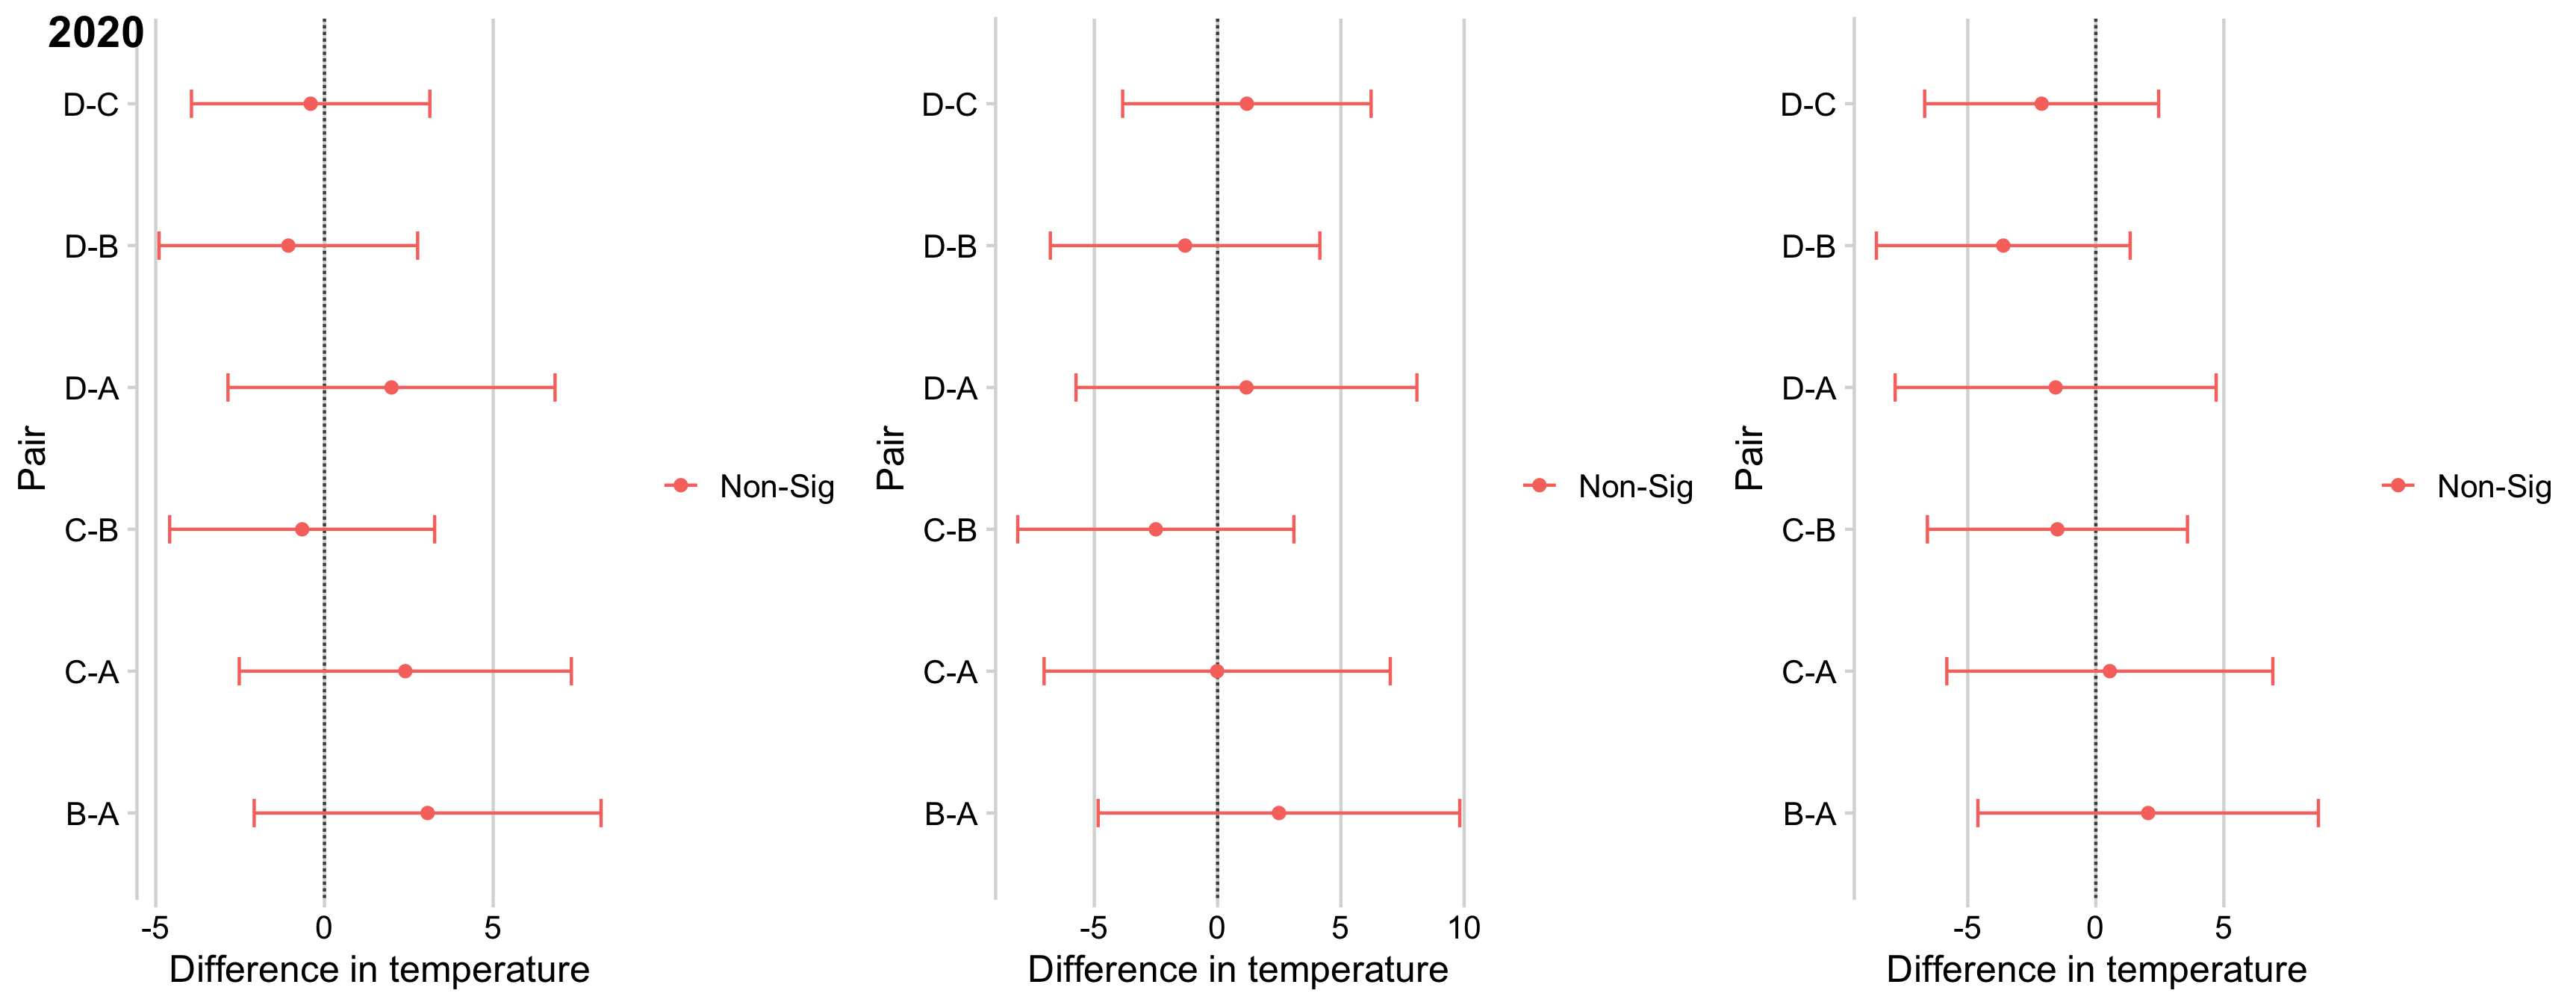 2020
D-C
D-B
D-A
C-B
C-A
B-A
Pair
-5 0 5
Difference in temperature
Non-Sig
D-C
D-B
D-A
C-B
C-A
B-A
Pair
-5 0 5 10
Difference in temperature
Non-Sig
D-C
D-B
D-A
C-B
C-A
B-A
Pair
-5 0 5
Difference in temperature
Non-Sig